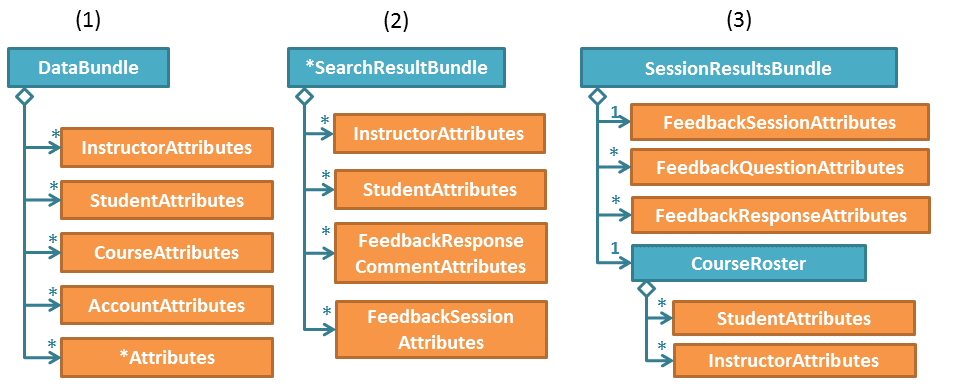 (1)
DataBundle
* InstructorAttributes
* StudentAttributes
* CourseAttributes
* AccountAttributes
* *Attributes
(2)
*SearchResultBundle
* InstructorAttributes
* StudentAttributes
* FeedbackResponse
CommentAttributes
* FeedbackSession
Attributes
(3)
SessionResultsBundle
1 FeedbackSessionAttributes
* FeedbackQuestionAttributes
* FeedbackResponseAttributes
1 CourseRoster
* StudentAttributes
* InstructorAttributes